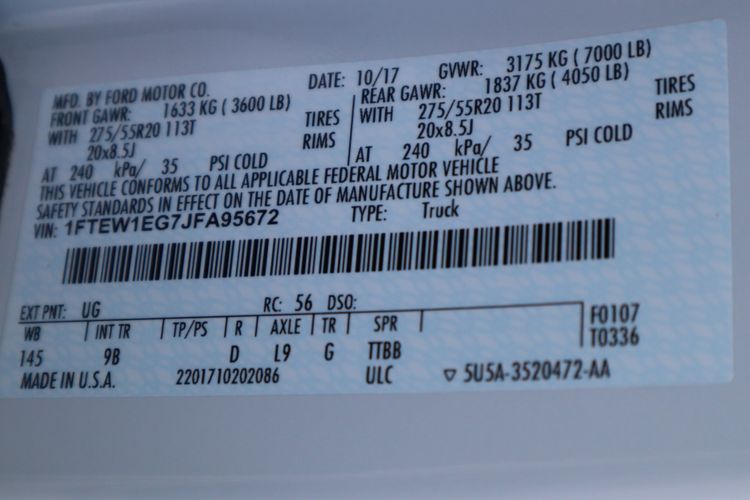 MFD. BY FORD MOTOR CO. DATE: 10/17 GVWR: 3175 KG ( 7000 LB)
FRONT GAWR: 1633 KG ( 3600 LB) REAR GAWR: 1837 KG ( 4050 LB)
WITH 275/55R20 113T TIRES WITH 275/55R20 113T TIRES
20x8.5J RIMS 20x8.5J RIMS
AT 240 kPa/ 35 PSI COLD AT 240 kPa/ 35 PSI COLD
THIS VEHICLE CONFORMS TO ALL APPLICABLE FEDERAL MOTOR VEHICLE
SAFETY STANDARDS IN EFFECT ON THE DATE OF MANUFACTURE SHOWN ABOVE.
VIN: 1FTEW1EG7JFA95672 TYPE: Truck
EXT PNT: UG RC: 56 DSO: F0107
WB INT TR TP/PS R AXLE TR SPR T0336
145 9B D L9 G TTBB
MADE IN U.S.A. 2201710202086 ULC ▽ 5U5A-3520472-AA